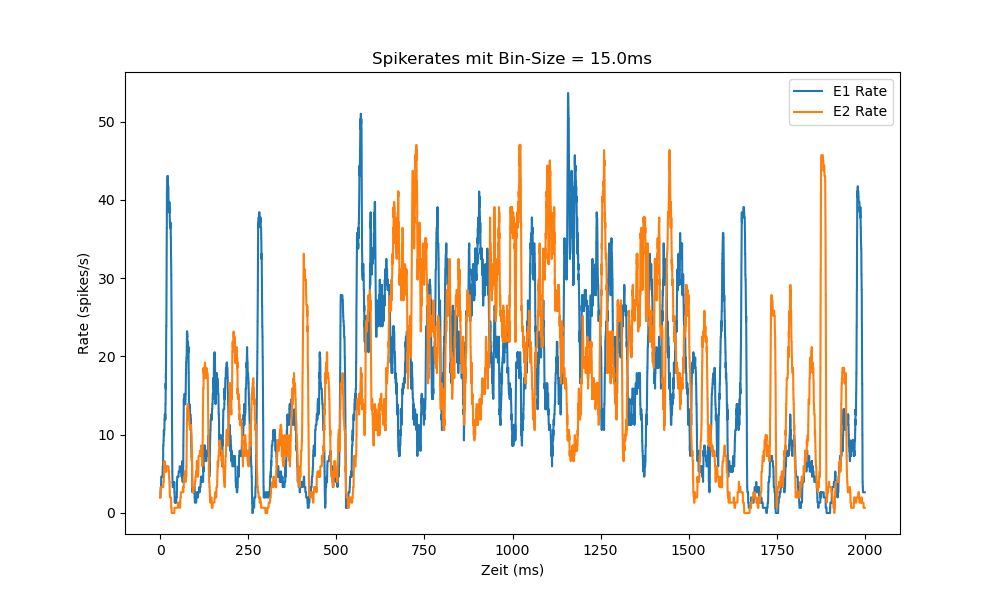 Spikerates mit Bin-Size = 15.0ms
E1 Rate
E2 Rate
Rate (spikes/s)
50
40
30
20
10
0
0 250 500 750 1000 1250 1500 1750 2000
Zeit (ms)